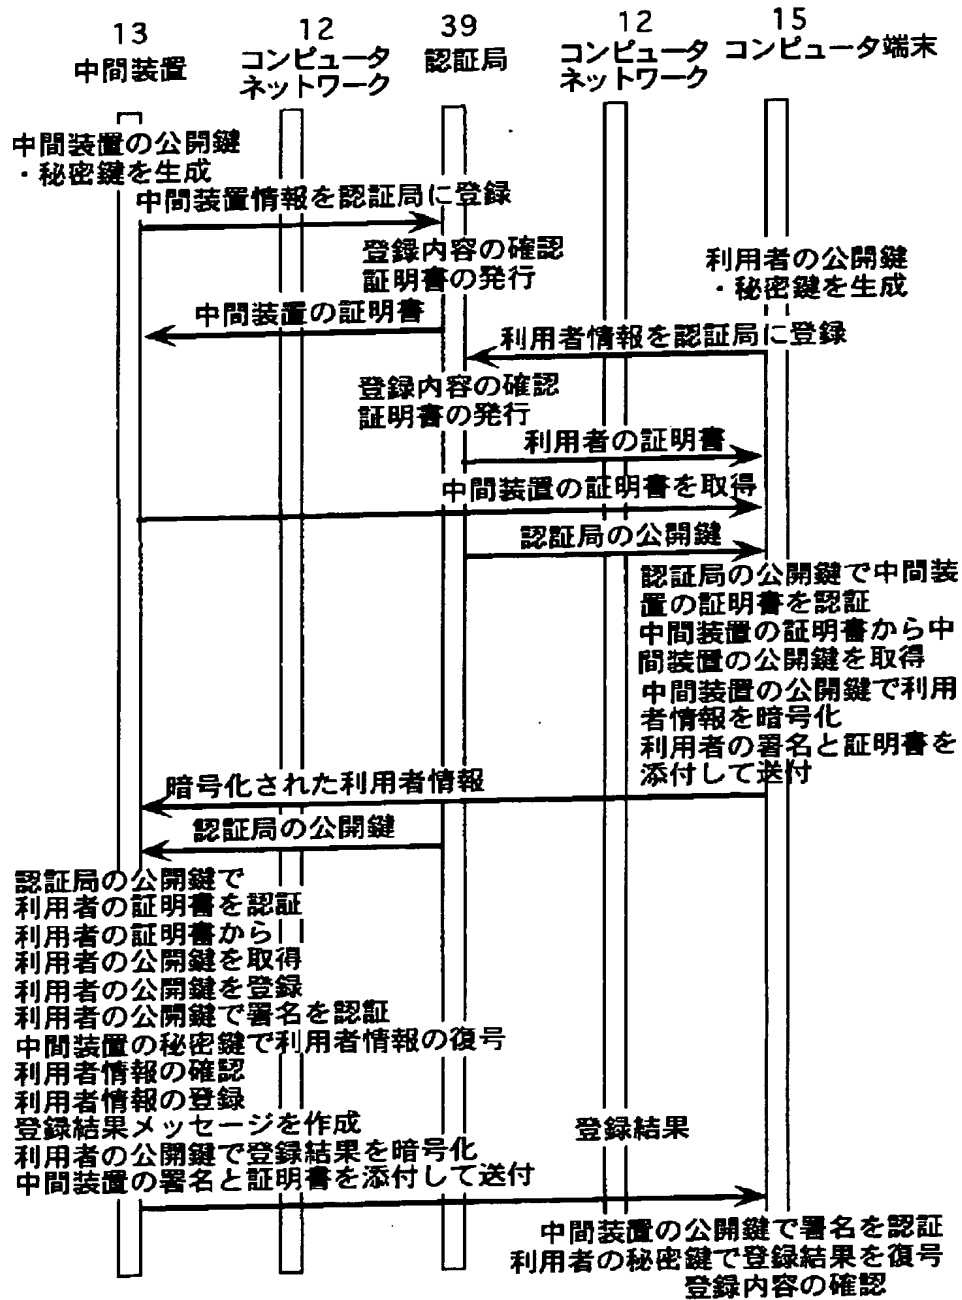 13
中間装置
12
コンピュータ
ネットワーク
39
認証局
12
コンピュータ
ネットワーク
15
コンピュータ端末
中間装置の公開鍵
・秘密鍵を生成
中間装置情報を認証局に登録
登録内容の確認
証明書の発行
利用者の公開鍵
・秘密鍵を生成
中間装置の証明書
利用者情報を認証局に登録
登録内容の確認
証明書の発行
利用者の証明書
中間装置の証明書を取得
認証局の公開鍵
認証局の公開鍵で中間装
置の証明書を認証
中間装置の証明書から中
間装置の公開鍵を取得
中間装置の公開鍵で利用
者情報を暗号化
利用者の署名と証明書を
添付して送付
暗号化された利用者情報
認証局の公開鍵
認証局の公開鍵で
利用者の証明書を認証
利用者の証明書から
利用者の公開鍵を取得
利用者の公開鍵を登録
利用者の公開鍵で署名を認証
中間装置の秘密鍵で利用者情報の復号
利用者情報の確認
利用者情報の登録
登録結果メッセージを作成
利用者の公開鍵で登録結果を暗号化
中間装置の署名と証明書を添付して送付
登録結果
中間装置の公開鍵で署名を認証
利用者の秘密鍵で登録結果を復号
登録内容の確認